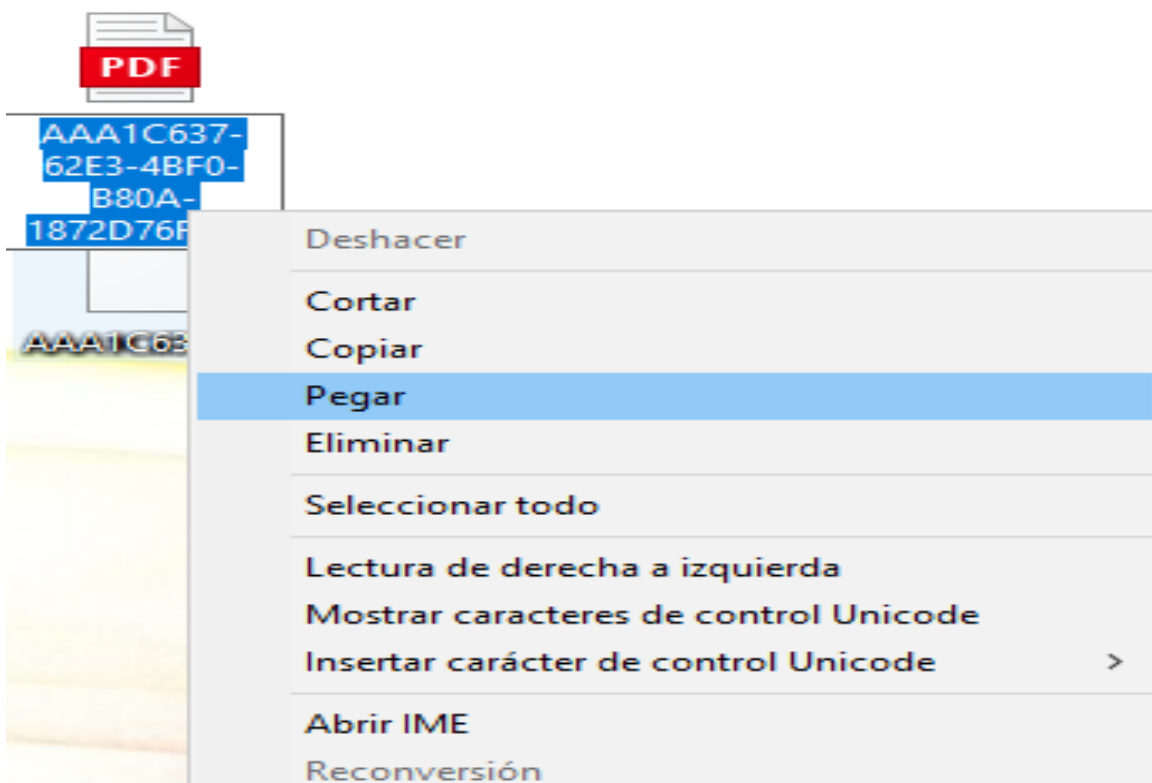 PDF
AAA1C637-
62E3-4BF0-
B80A-
1872D76F
Deshacer
Cortar
Copiar
AAA1C63
Pegar
Eliminar
Seleccionar todo
Lectura de derecha a izquierda
Mostrar caracteres de control Unicode
Insertar carácter de control Unicode >
Abrir IME
Reconversión